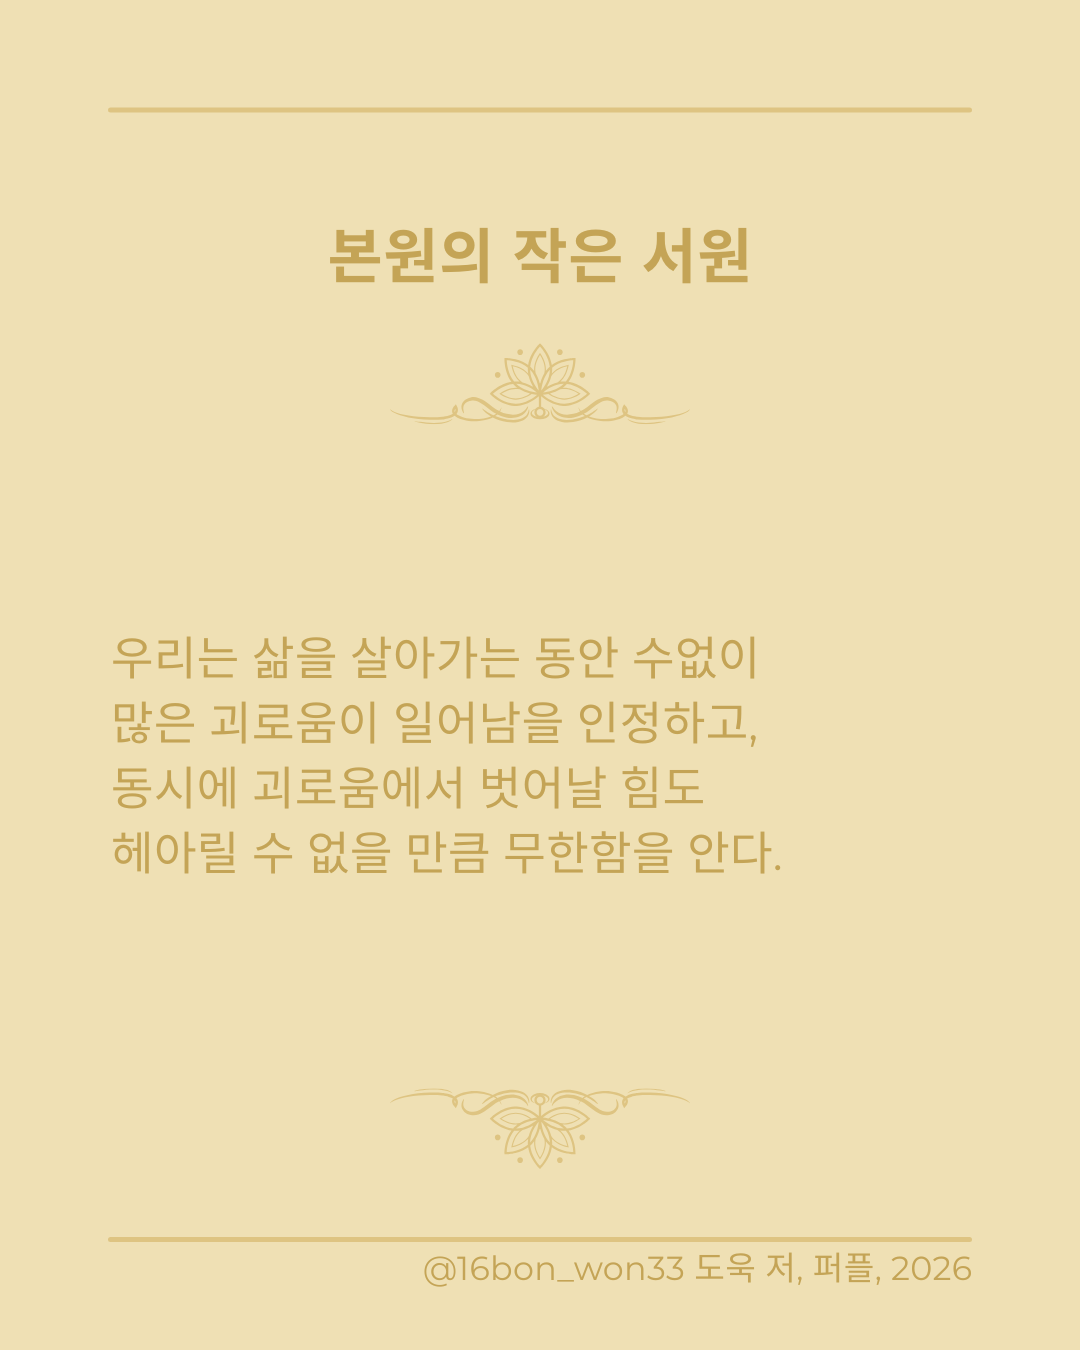 본원의 작은 서원
우리는 삶을 살아가는 동안 수없이
많은 괴로움이 일어남을 인정하고,
동시에 괴로움에서 벗어날 힘도
헤아릴 수 없을 만큼 무한함을 안다.
@16bon_won33 도욱 저, 퍼플, 2026